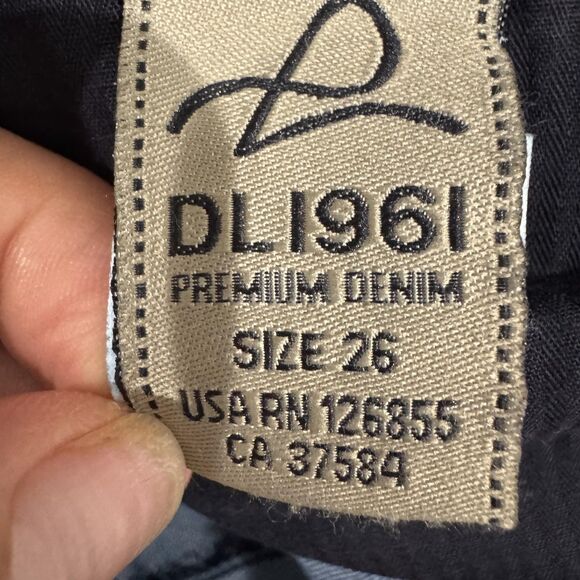 DL1961
PREMIUM DENIM
SIZE 26
USA RN 126855
CA 37584